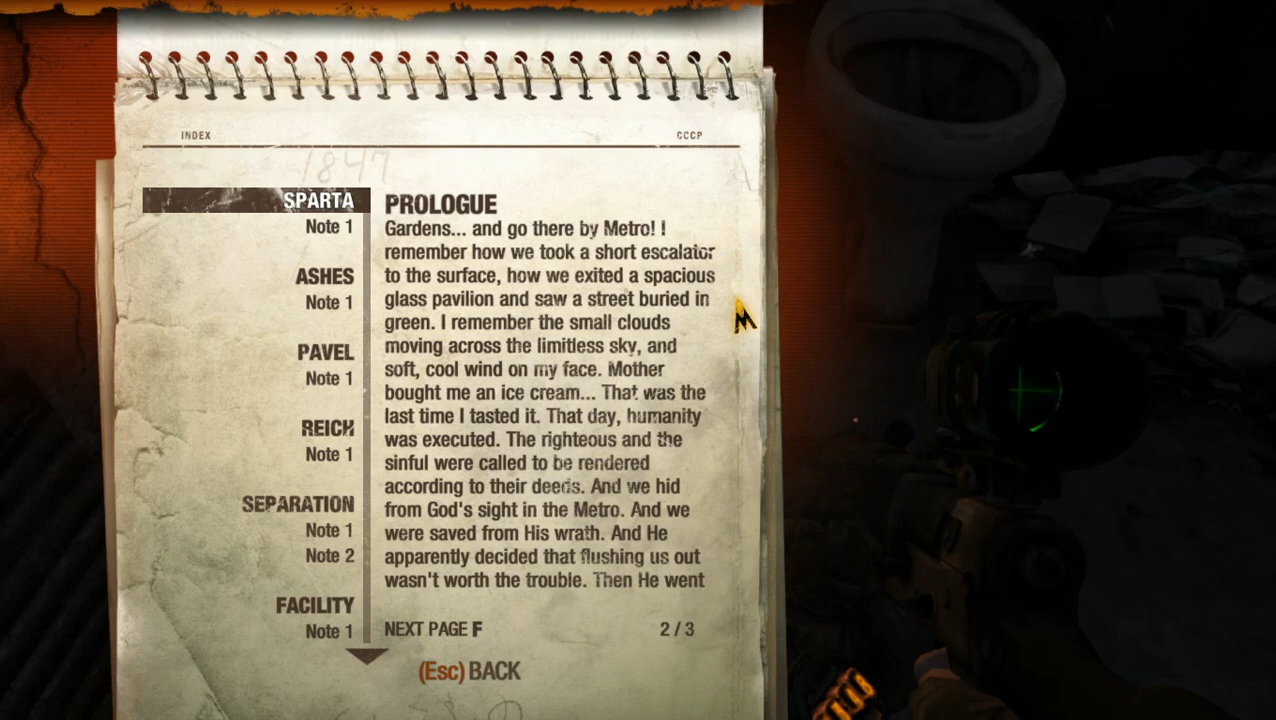 INDEX
CCCP
1847
SPARTA
Note 1
ASHES
Note 1
PAVEL
Note 1
REICH
Note 1
SEPARATION
Note 1
Note 2
FACILITY
Note 1
PROLOGUE
Gardens... and go there by Metro! I
remember how we took a short escalator
to the surface, how we exited a spacious
glass pavilion and saw a street buried in
green. I remember the small clouds
moving across the limitless sky, and
soft, cool wind on my face. Mother
bought me an ice cream... That was the
last time I tasted it. That day, humanity
was executed. The righteous and the
sinful were called to be rendered
according to their deeds. And we hid
from God's sight in the Metro. And we
were saved from His wrath. And He
apparently decided that flushing us out
wasn't worth the trouble. Then He went
NEXT PAGE F
2 / 3
(Esc) BACK